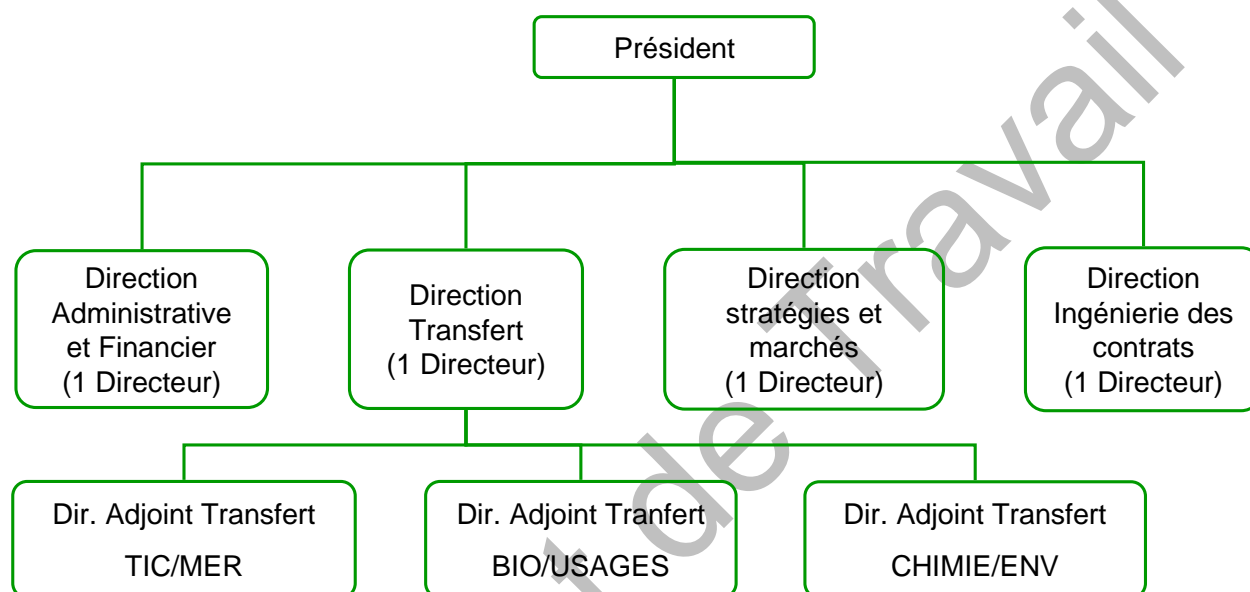 Président
Direction
Administrative
et Financier
(1 Directeur)
Direction
Transfert
(1 Directeur)
Direction
stratégies et
marchés
(1 Directeur)
Direction
Ingénierie des
contrats
(1 Directeur)
Dir. Adjoint Transfert
TIC/MER
Dir. Adjoint Tranfert
BIO/USAGES
Dir. Adjoint Transfert
CHIMIE/ENV
t de Travail